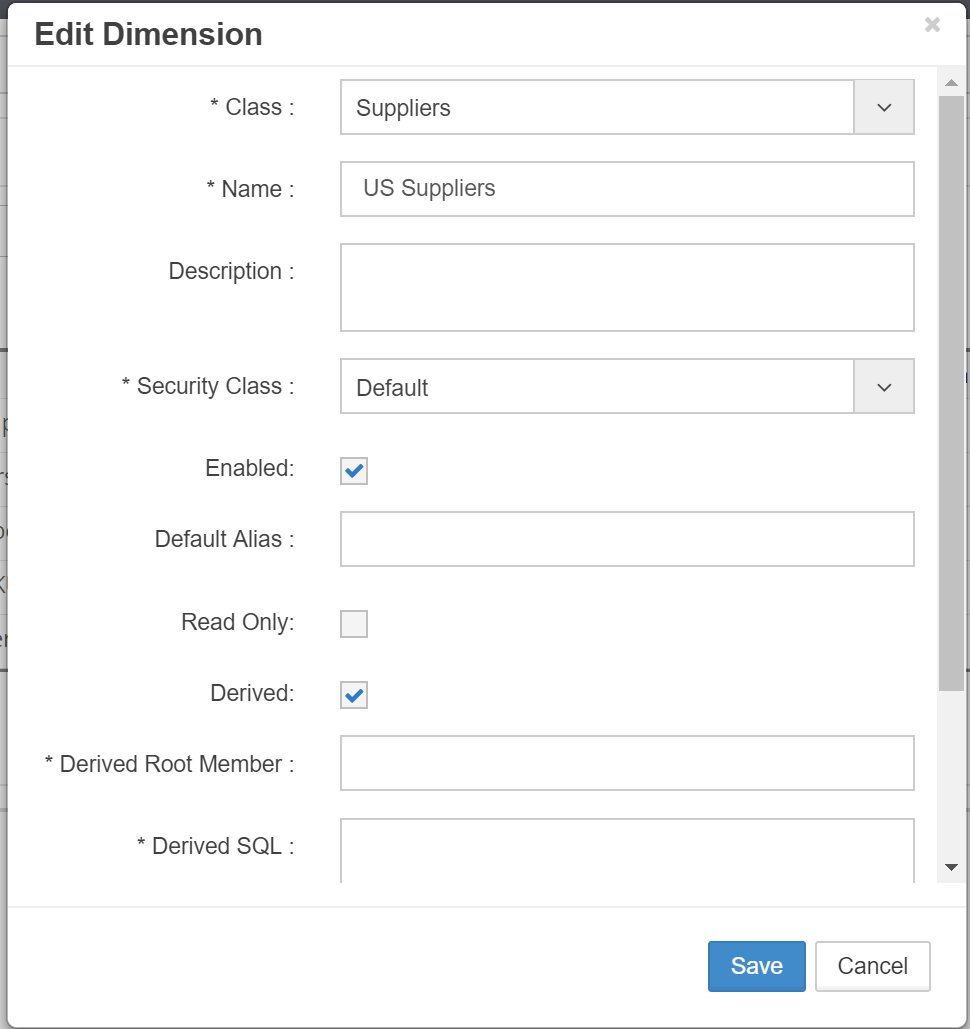 Edit Dimension
* Class :
Suppliers
* Name :
US Suppliers
Description :
* Security Class :
Default
Enabled:
Default Alias :
Read Only:
Derived:
* Derived Root Member :
* Derived SQL :
Save
Cancel